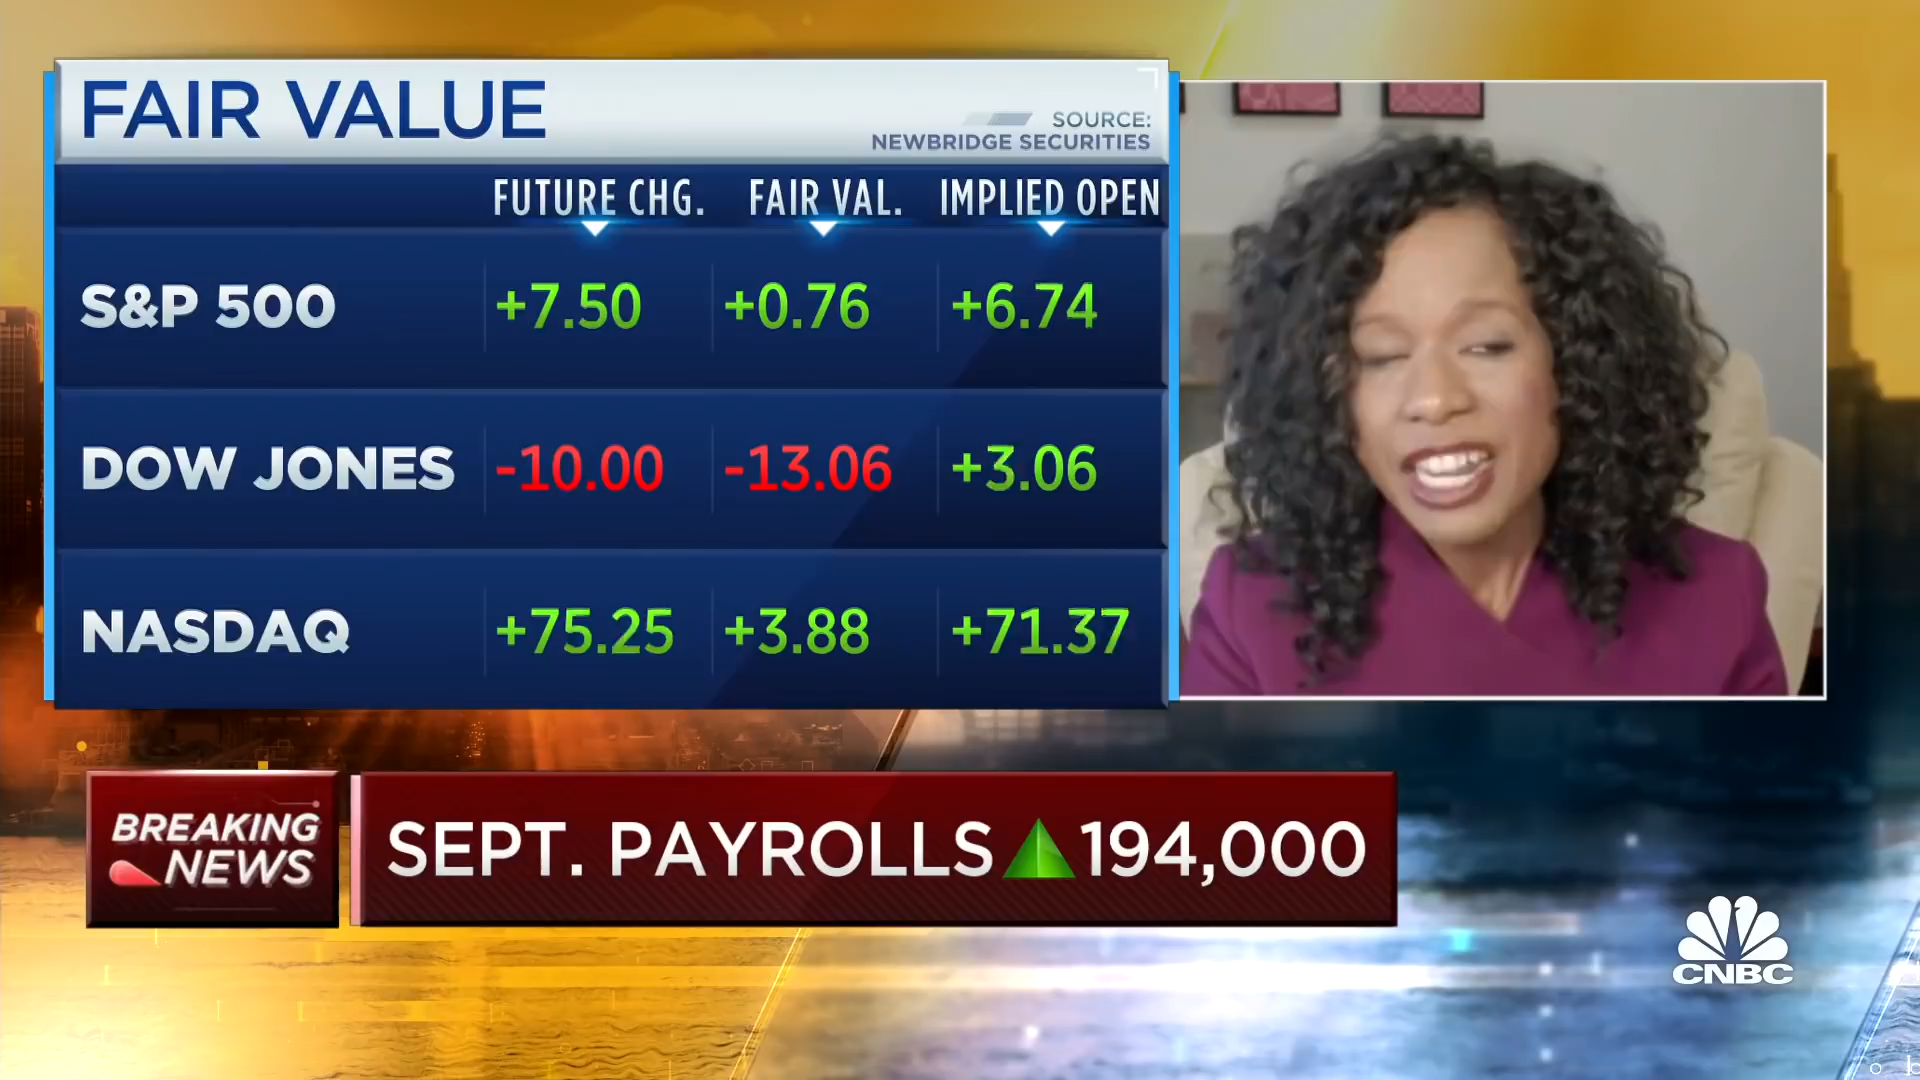 FAIR VALUE
SOURCE:
NEWBRIDGE SECURITIES
FUTURE CHG. FAIR VAL. IMPLIED OPEN
S&P 500 +7.50 +0.76 +6.74
DOW JONES -10.00 -13.06 +3.06
NASDAQ +75.25 +3.88 +71.37
BREAKING
NEWS
SEPT. PAYROLLS 194,000
CNBC